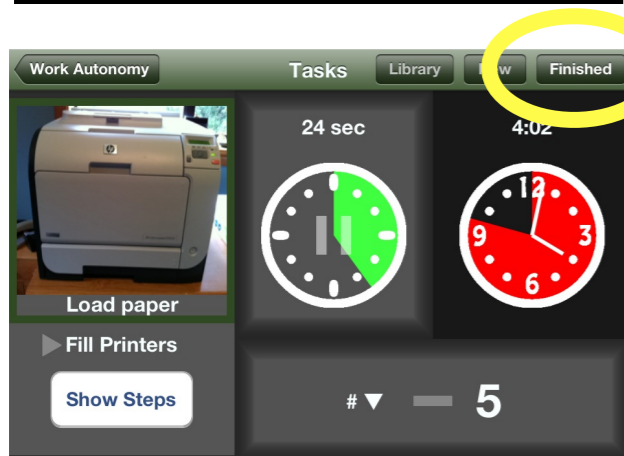 Work Autonomy
Tasks
Library
Finished
24 sec
4:02
hp
12
9
3
6
Load paper
Fill Printers
Show Steps
#
5